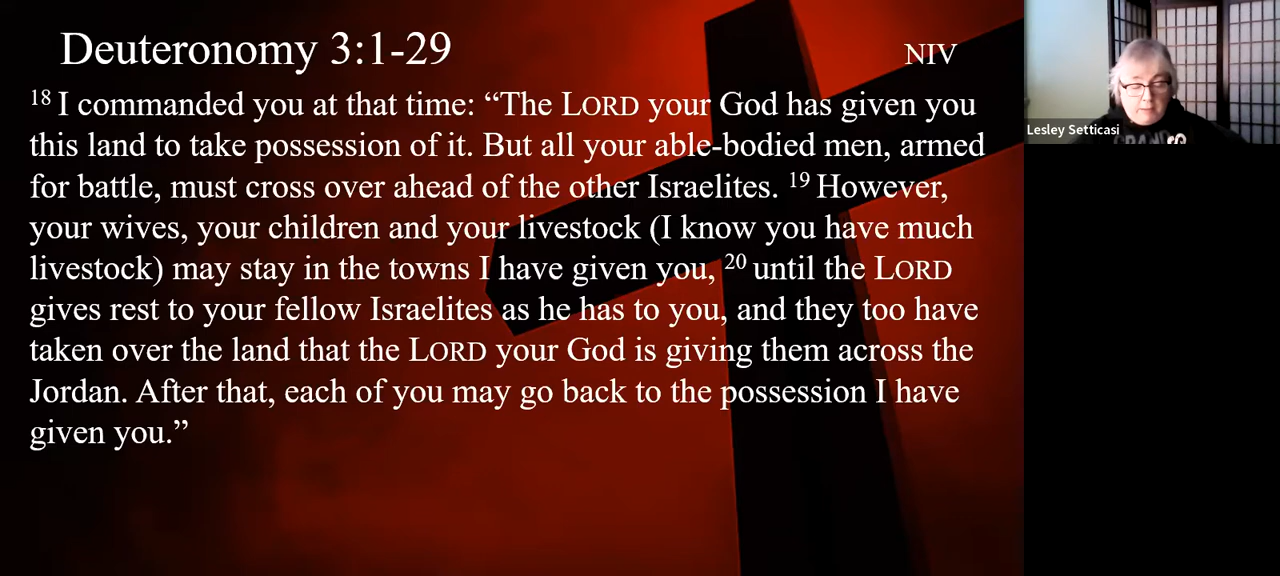 Deuteronomy 3:1-29
NIV
18 I commanded you at that time: “The LORD your God has given you
this land to take possession of it. But all your able-bodied men, armed
for battle, must cross over ahead of the other Israelites. 19 However,
your wives, your children and your livestock (I know you have much
livestock) may stay in the towns I have given you, 20 until the LORD
gives rest to your fellow Israelites as he has to you, and they too have
taken over the land that the LORD your God is giving them across the
Jordan. After that, each of you may go back to the possession I have
given you.”
Lesley Setticasi